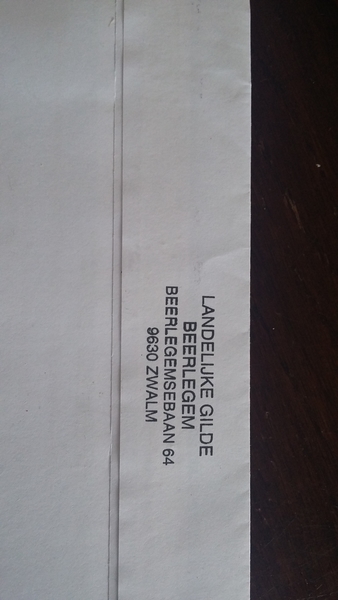 LANDELIJKE GILDE
BEERLEGEM
BEERLEGEMSEBAAN 64
9630 ZWALM